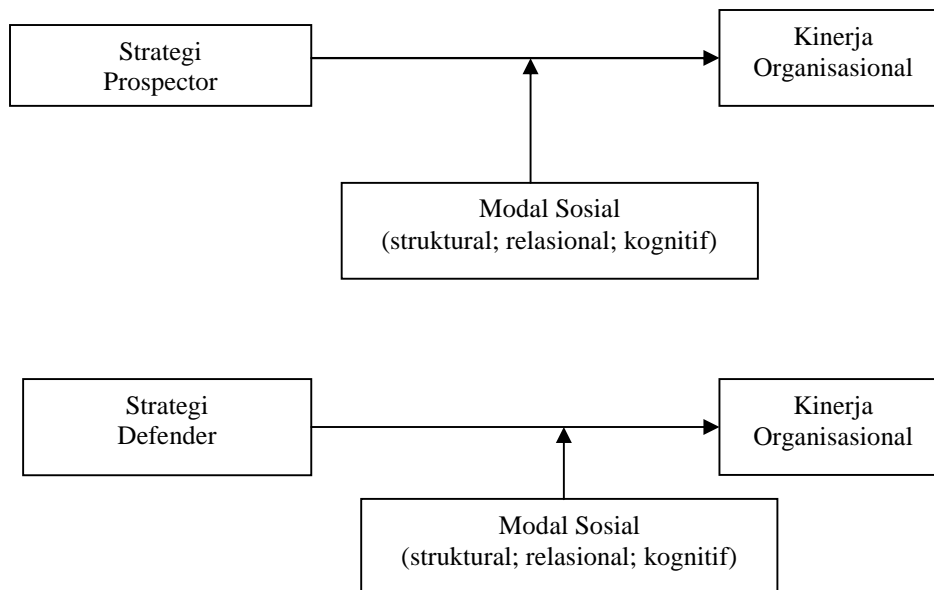 Strategi
Prospector
Kinerja
Organisasional
Modal Sosial
(struktural; relasional; kognitif)
Strategi
Defender
Kinerja
Organisasional
Modal Sosial
(struktural; relasional; kognitif)